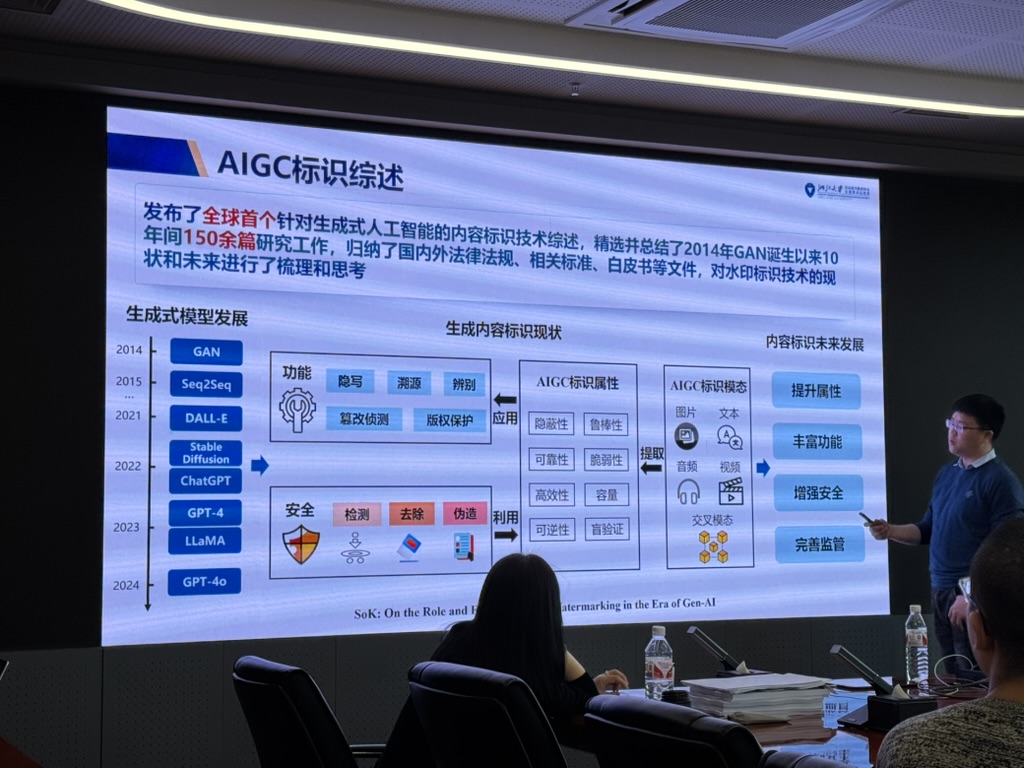 AIGC标识综述
浙江大学
发布了全球首个针对生成式人工智能的内容标识技术综述，精选并总结了2014年GAN诞生以来10
年间150余篇研究工作，归纳了国内外法律法规、相关标准、白皮书等文件，对水印标识技术的现
状和未来进行了梳理和思考
生成式模型发展
2014
GAN
2015
Seq2Seq
...
2021
DALL-E
2022
Stable
Diffusion
ChatGPT
2023
GPT-4
LLaMA
2024
GPT-4o
生成内容标识现状
功能
隐写
溯源
辨别
篡改侦测
版权保护
应用
安全
检测
去除
伪造
利用
AIGC标识属性
隐蔽性
鲁棒性
可靠性
脆弱性
高效性
容量
可逆性
盲验证
提取
AIGC标识模态
图片
文本
音频
视频
交叉模态
内容标识未来发展
提升属性
丰富功能
增强安全
完善监管
SoK: On the Role and
atermarking in the Era of Gen-AI